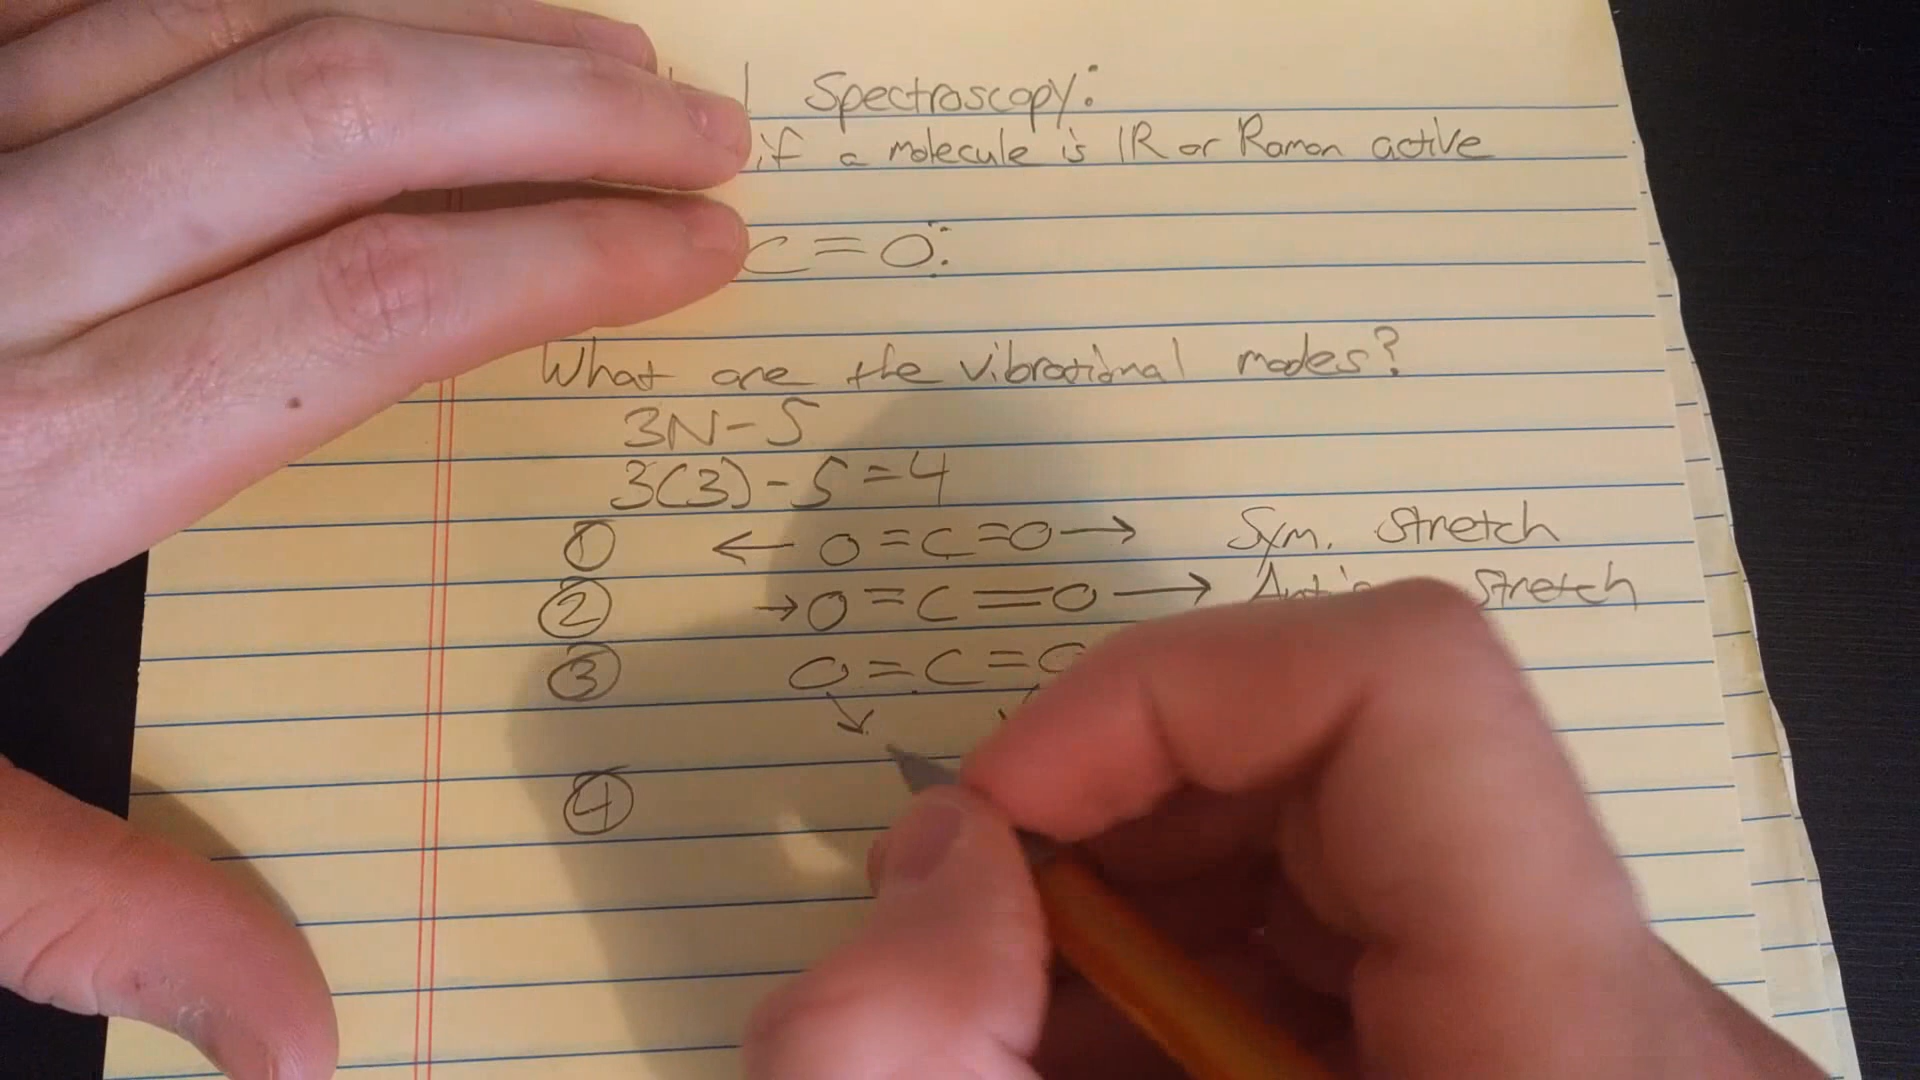 Spectroscopy:
if a molecule is IR or Raman active
C=O:
What are the vibrational modes?
3N-5
3(3)-5=4
① ← O=C=O → Sym. Stretch
② →O=C=O → Stretch
③ O=C=O
④